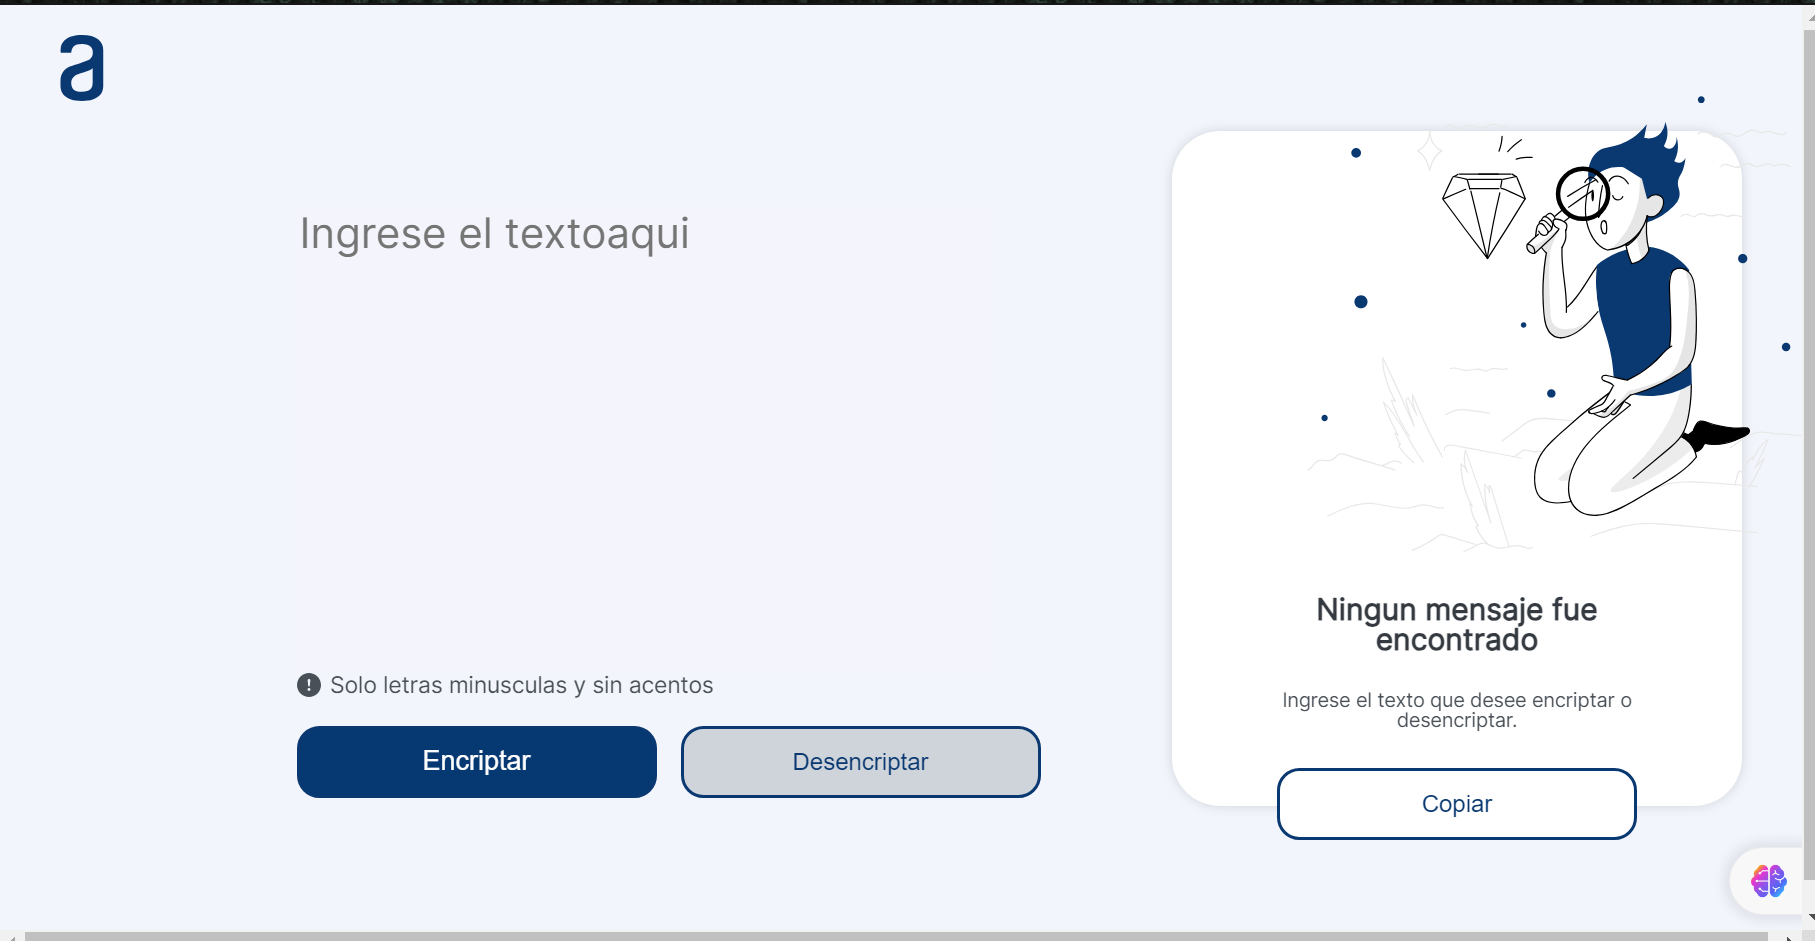 a
Ingrese el textoaqui
Solo letras minusculas y sin acentos
Encriptar
Desencriptar
Ningun mensaje fue
encontrado
Ingrese el texto que desee encriptar o
desencriptar.
Copiar